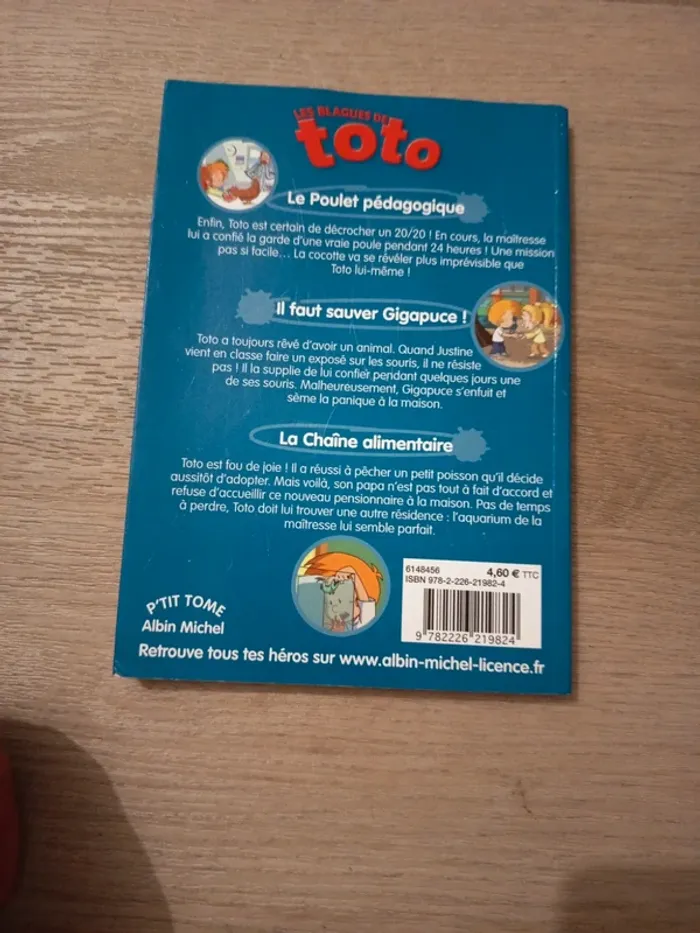 LES BLAGUES DE
toto
Le Poulet pédagogique
Enfin, Toto est certain de décrocher un 20/20 ! En cours, la maîtresse
lui a confié la garde d'une vraie poule pendant 24 heures ! Une mission
pas si facile... La cocotte va se révéler plus imprévisible que
Toto lui-même !
Il faut sauver Gigapuce !
Toto a toujours rêvé d'avoir un animal. Quand Justine
vient en classe faire un exposé sur les souris, il ne résiste
pas ! Il la supplie de lui confier pendant quelques jours une
de ses souris. Malheureusement, Gigapuce s'enfuit et
sème la panique à la maison.
La Chaîne alimentaire
Toto est fou de joie ! Il a réussi à pêcher un petit poisson qu'il décide
aussitôt d'adopter. Mais voilà, son papa n'est pas tout à fait d'accord et
refuse d'accueillir ce nouveau pensionnaire à la maison. Pas de temps
à perdre, Toto doit lui trouver une autre résidence : l'aquarium de la
maîtresse lui semble parfait.
6148456 4,60 € TTC
ISBN 978-2-226-21982-4
9 782226 219824
P'TIT TOME
Albin Michel
Retrouve tous tes héros sur www.albin-michel-licence.fr